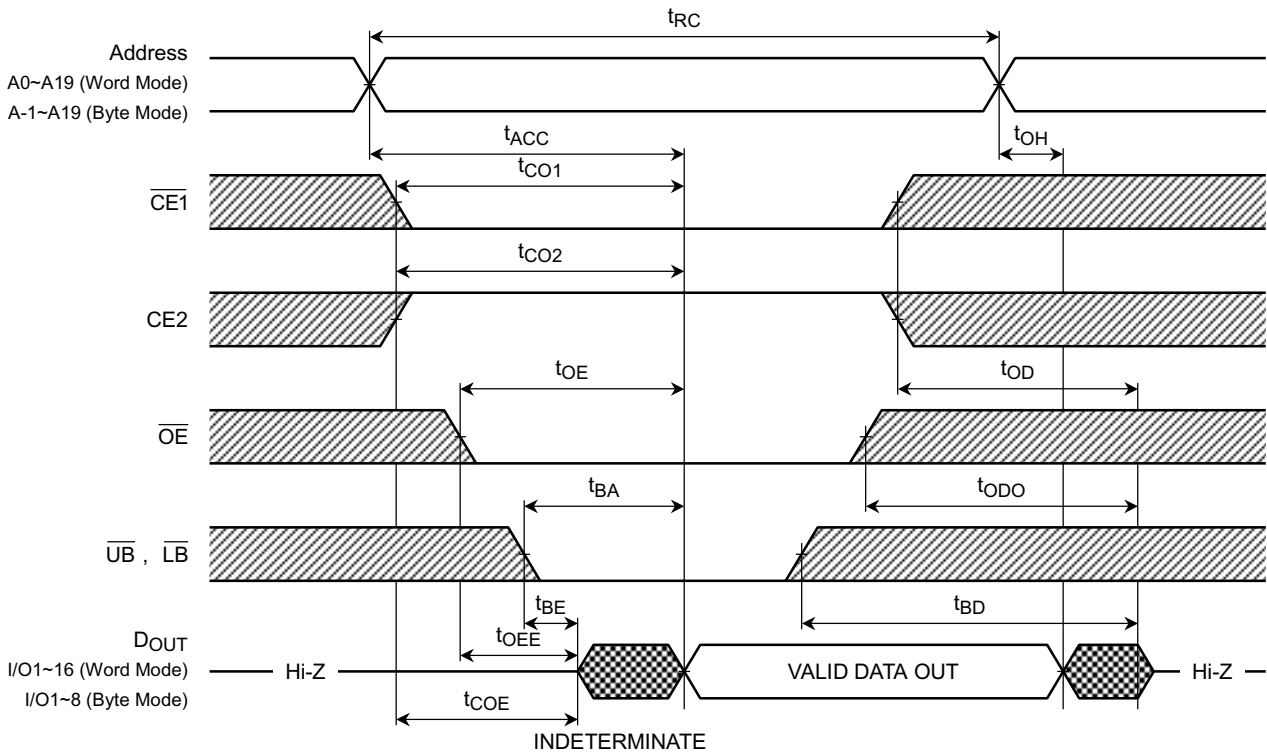 tRC
Address
A0~A19 (Word Mode)
A-1~A19 (Byte Mode)
tACC
tOH
tCO1
CE1
tCO2
CE2
tOE
tOD
OE
tBA
tODO
UB , LB
tBE
tBD
DOUT
tOEE
I/O1~16 (Word Mode)
Hi-Z
VALID DATA OUT
Hi-Z
I/O1~8 (Byte Mode)
tCOE
INDETERMINATE